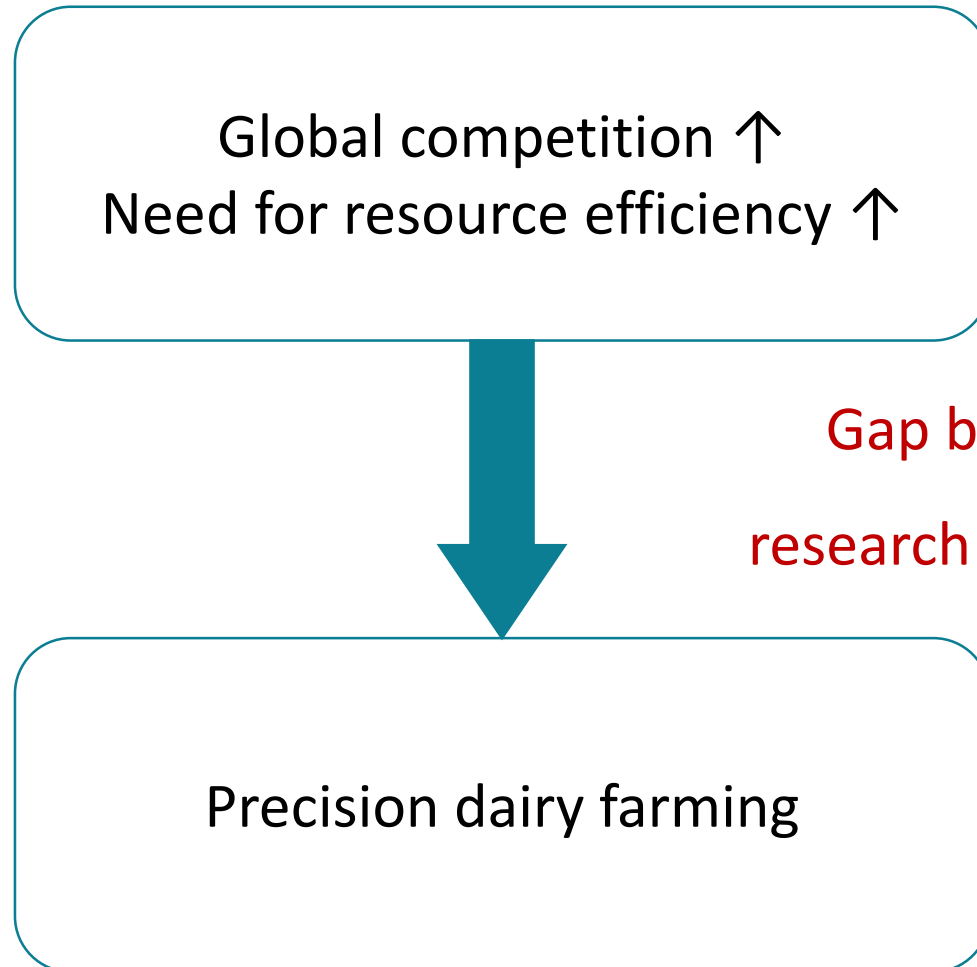 Global competition ↑
Need for resource efficiency ↑
Gap b
research
Precision dairy farming